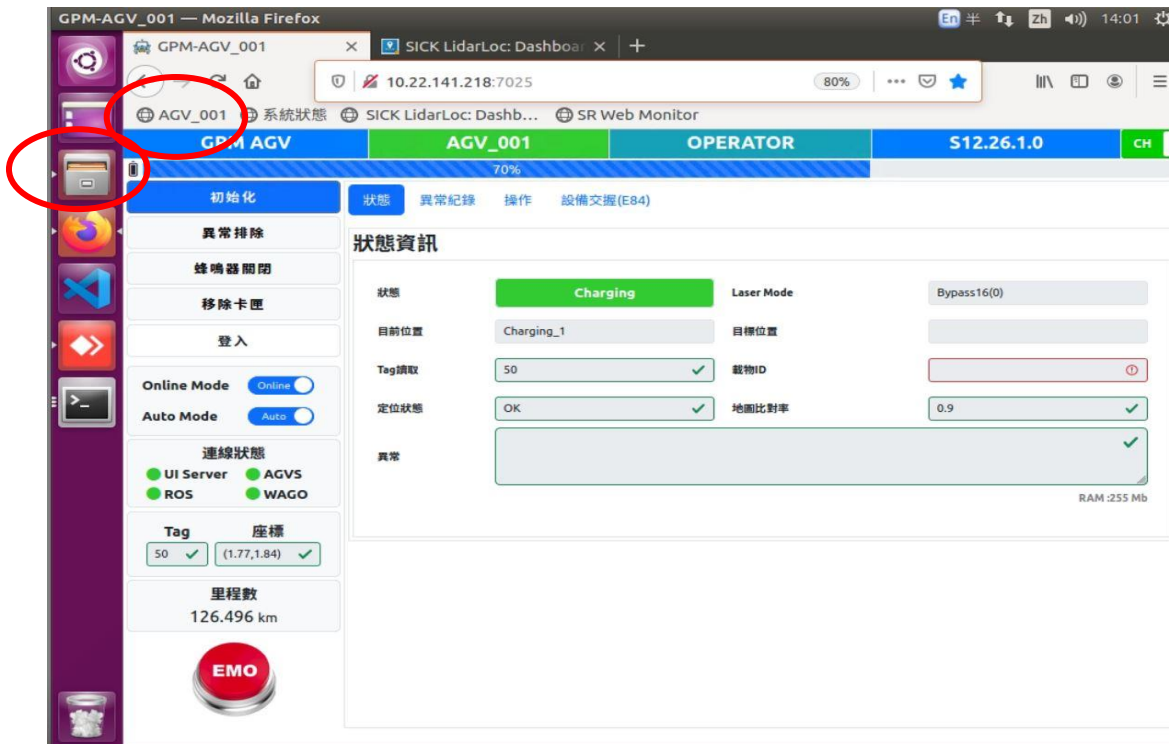 GPM-AGV_001 — Mozilla Firefox
En 半 Zh 14:01
GPM-AGV_001 SICK LidarLoc: Dashboar
10.22.141.218:7025 80%
AGV_001 系統狀態 SICK LidarLoc: Dashb... SR Web Monitor
GPM AGV AGV_001 OPERATOR S12.26.1.0 CH
70%
初始化
異常排除
蜂鳴器關閉
移除卡匣
登入
Online Mode Online
Auto Mode Auto
連線狀態
UI Server AGVS
ROS WAGO
Tag 座標
50 (1.77,1.84)
里程數
126.496 km
EMO
狀態 異常紀錄 操作 設備交握(E84)
狀態資訊
狀態 Charging Laser Mode Bypass16(0)
目前位置 Charging_1 目標位置
Tag讀取 50 載物ID
定位狀態 OK 地圖比對率 0.9
異常
RAM :255 Mb